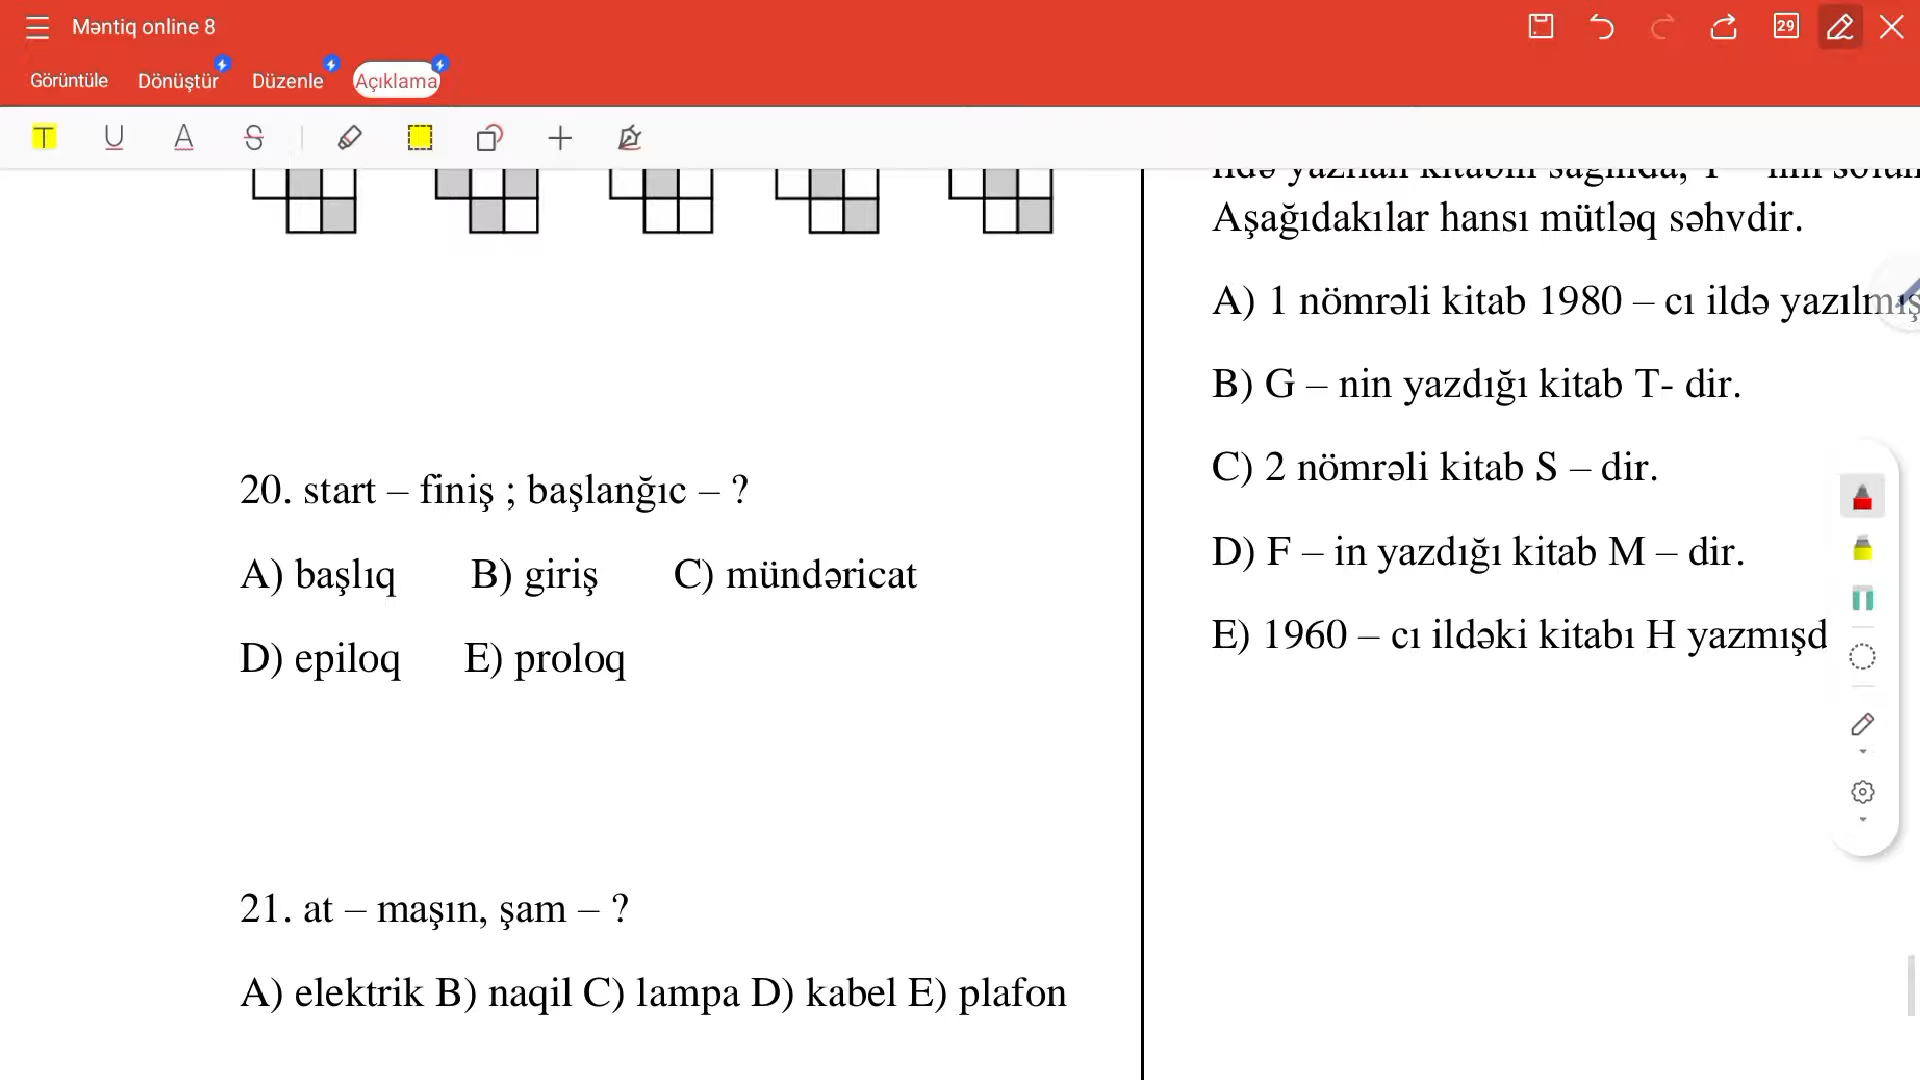 Məntiq online 8
29
Görüntüle Dönüştür Düzenle Açıklama
T U A S
20. start – finiş ; başlanğıc – ?
A) başlıq B) giriş C) mündəricat
D) epiloq E) proloq
21. at – maşın, şam – ?
A) elektrik B) naqil C) lampa D) kabel E) plafon
Aşağıdakılar hansı mütləq səhvdir.
A) 1 nömrəli kitab 1980 – cı ildə yazılmış
B) G – nin yazdığı kitab T- dir.
C) 2 nömrəli kitab S – dir.
D) F – in yazdığı kitab M – dir.
E) 1960 – cı ildəki kitabı H yazmışd